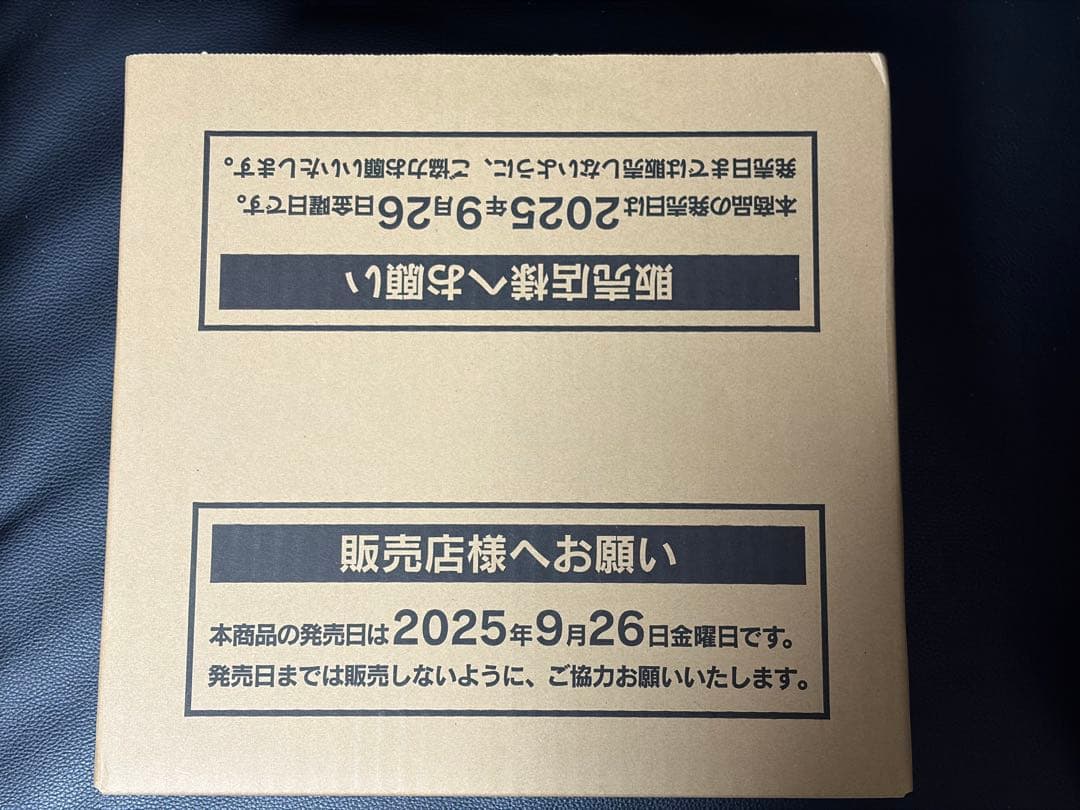 発売日までは販売しないように、ご協力お願いいたします。
本商品の発売日は2025年9月26日金曜日です。
販売店様へお願い
販売店様へお願い
本商品の発売日は2025年9月26日金曜日です。
発売日までは販売しないように、ご協力お願いいたします。